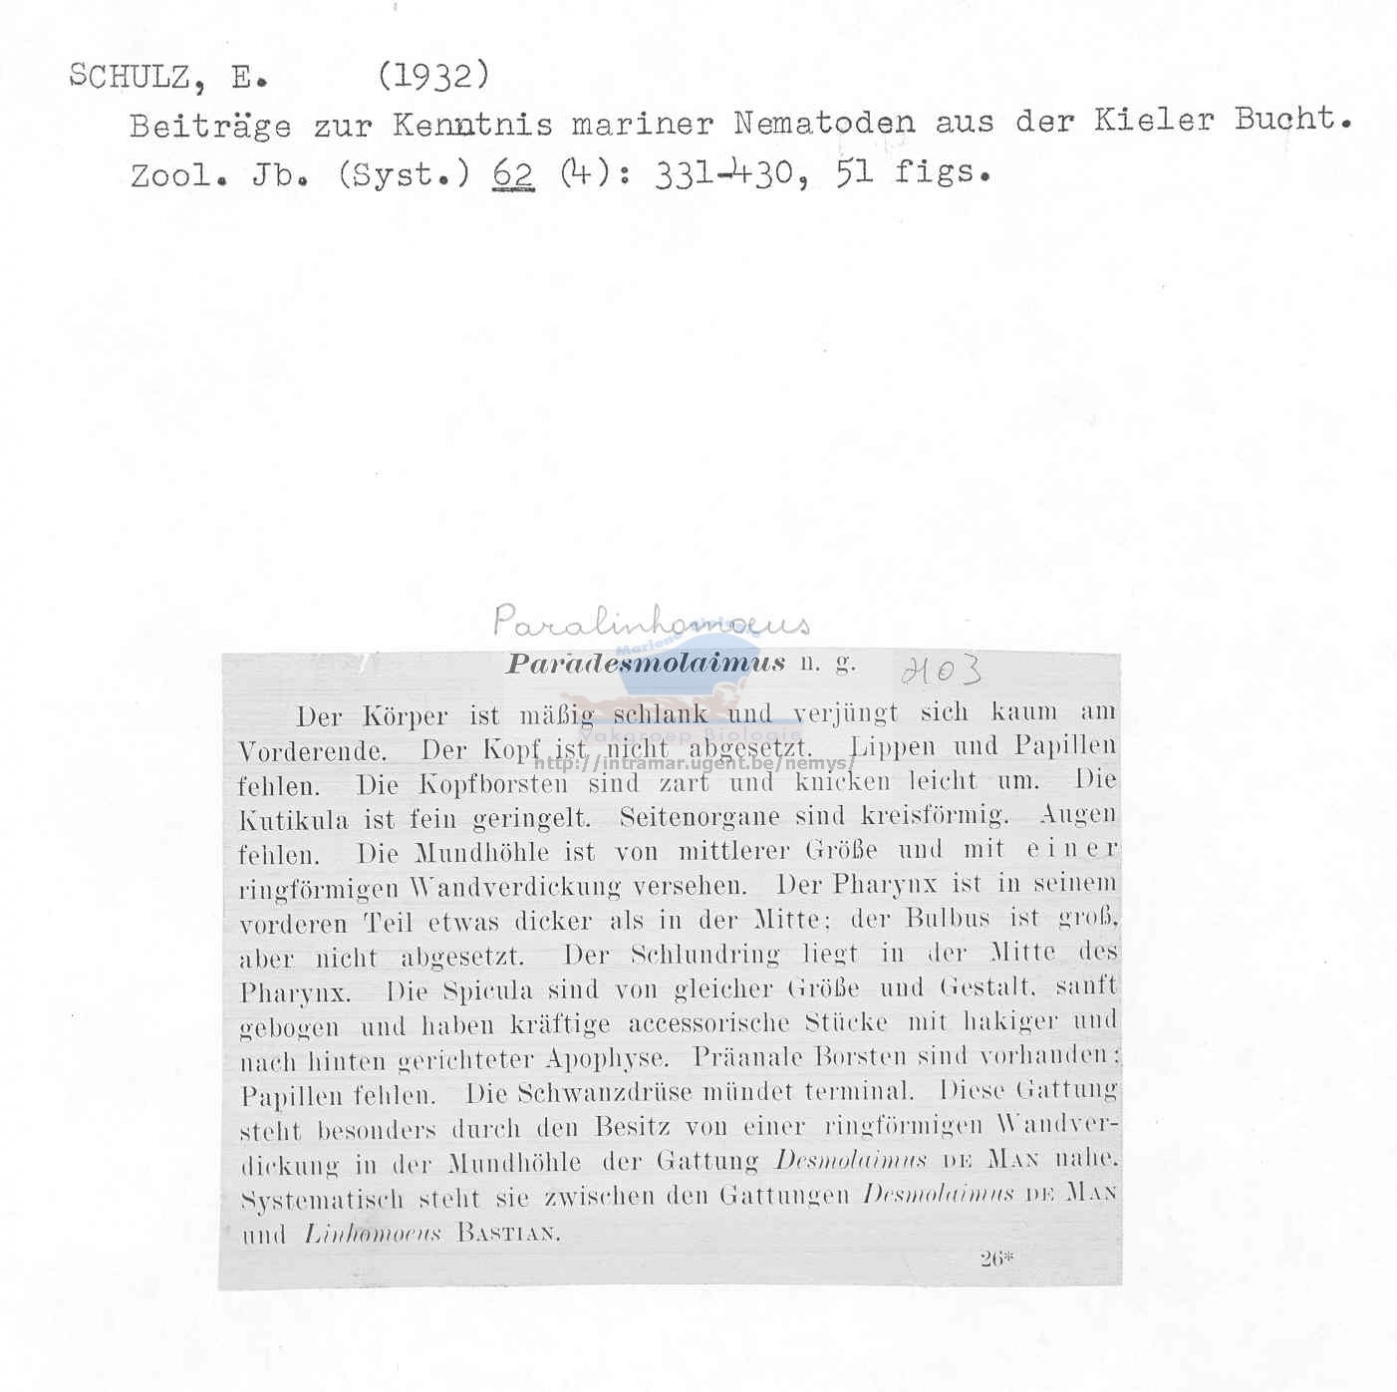 SCHULZ, E. (1932)
Beiträge zur Kenntnis mariner Nematoden aus der Kieler Bucht.
Zool. Jb. (Syst.) 62 (4): 331-430, 51 figs.
Paralinhomoeus
Paradesmolaimus n. g. 403
Der Körper ist mäßig schlank und verjüngt sich kaum am
Vorderende. Der Kopf ist nicht abgesetzt. Lippen und Papillen
Vakgroep Biologie
http://intramar.ugent.be/nemys/
fehlen. Die Kopfborsten sind zart und knicken leicht um. Die
Kutikula ist fein geringelt. Seitenorgane sind kreisförmig. Augen
fehlen. Die Mundhöhle ist von mittlerer Größe und mit einer
ringförmigen Wandverdickung versehen. Der Pharynx ist in seinem
vorderen Teil etwas dicker als in der Mitte; der Bulbus ist groß,
aber nicht abgesetzt. Der Schlundring liegt in der Mitte des
Pharynx. Die Spicula sind von gleicher Größe und Gestalt, sanft
gebogen und haben kräftige accessorische Stücke mit hakiger und
nach hinten gerichteter Apophyse. Präanale Borsten sind vorhanden;
Papillen fehlen. Die Schwanzdrüse mündet terminal. Diese Gattung
steht besonders durch den Besitz von einer ringförmigen Wandver-
dickung in der Mundhöhle der Gattung Desmolaimus DE MAN nahe.
Systematisch steht sie zwischen den Gattungen Desmolaimus DE MAN
und Linhomoeus BASTIAN.
26*